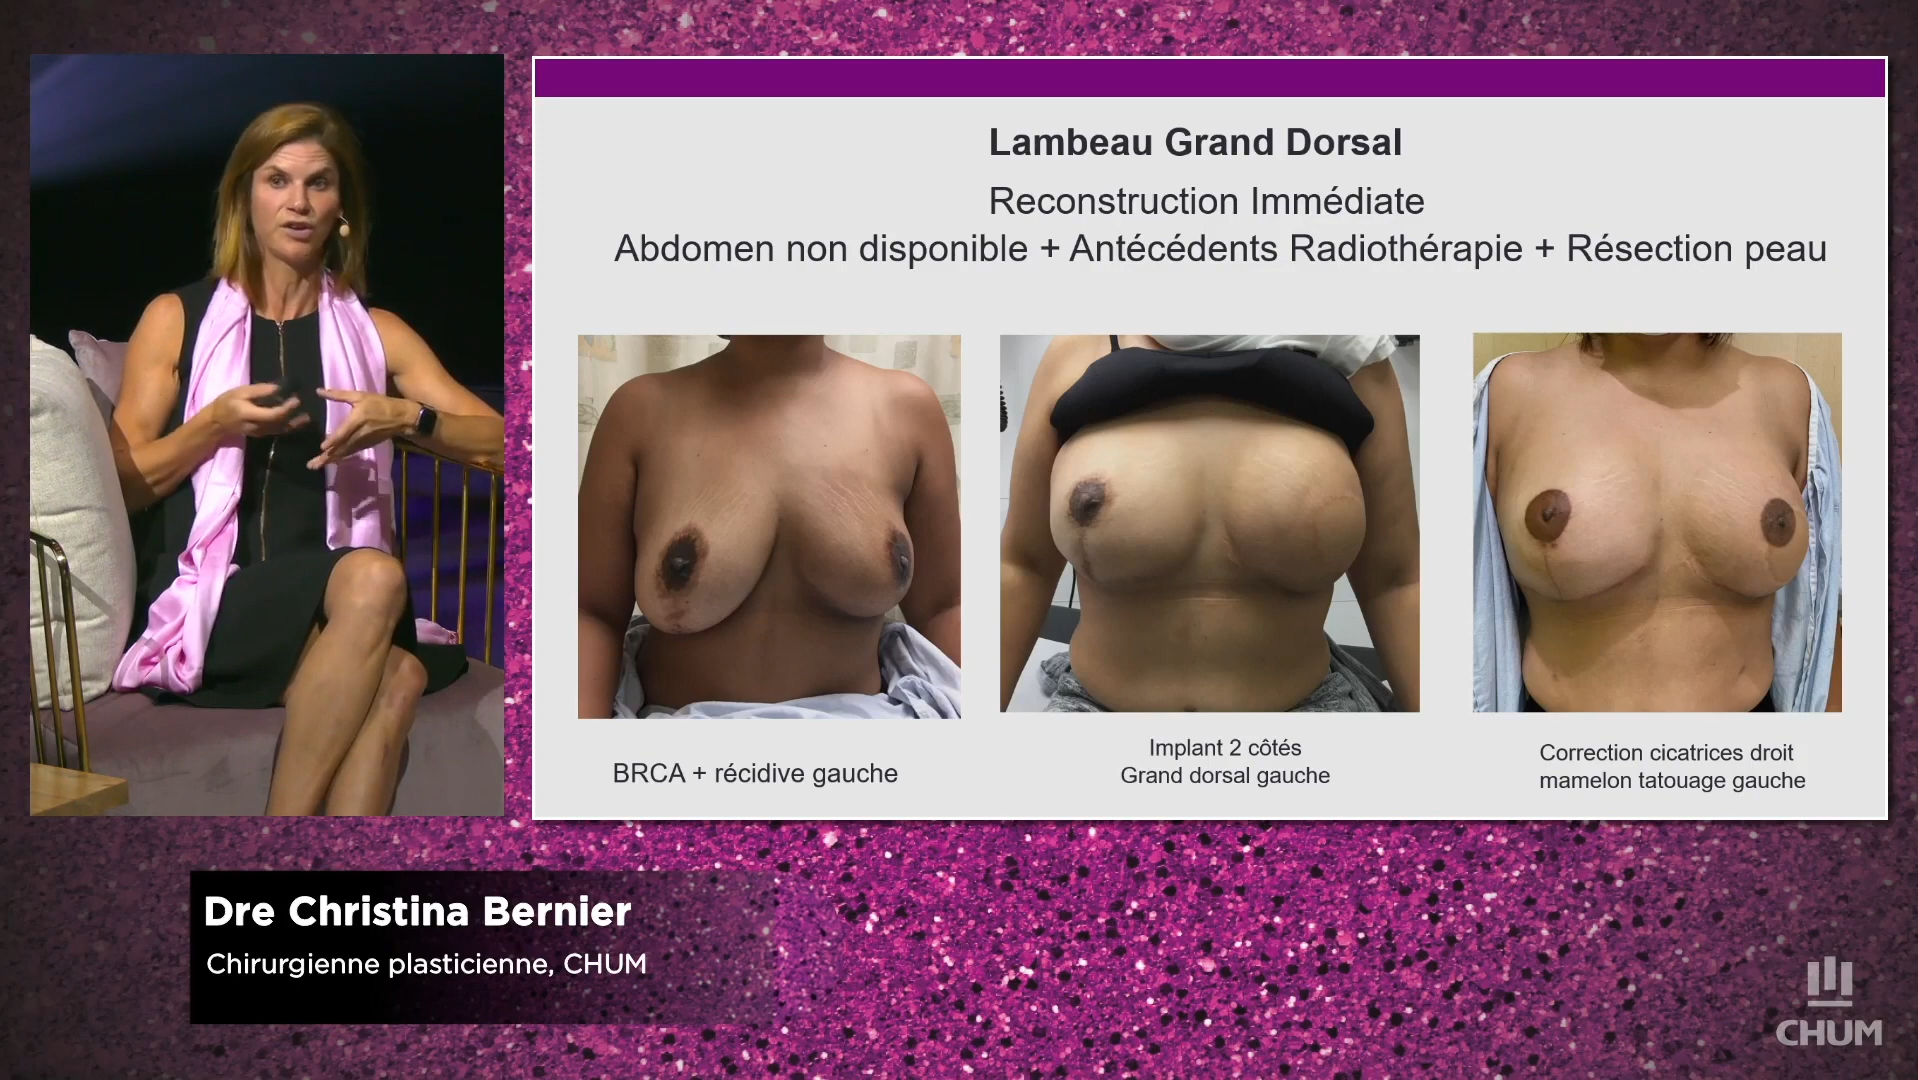 Lambeau Grand Dorsal
Reconstruction Immédiate
Abdomen non disponible + Antécédents Radiothérapie + Résection peau
BRCA + récidive gauche
Implant 2 côtés
Grand dorsal gauche
Correction cicatrices droit
mamelon tatouage gauche
Dre Christina Bernier
Chirurgienne plasticienne, CHUM
CHUM